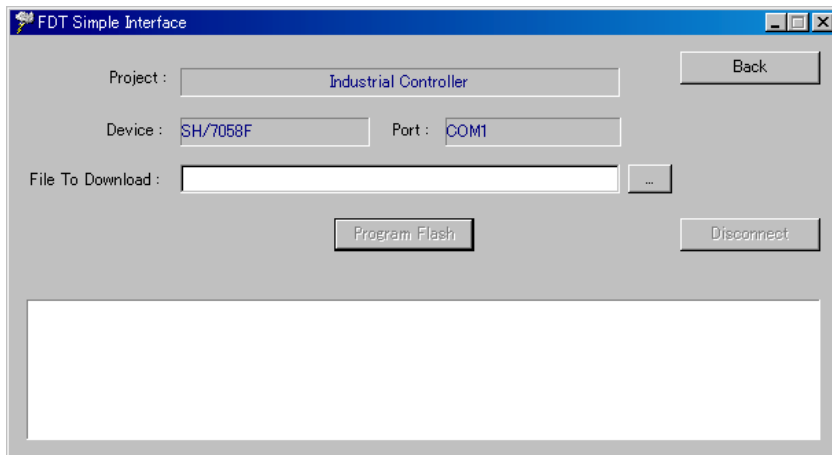 FDT Simple Interface
Project : Industrial Controller Back
Device : SH/7058F Port : COM1
File To Download : ...
Program Flash Disconnect